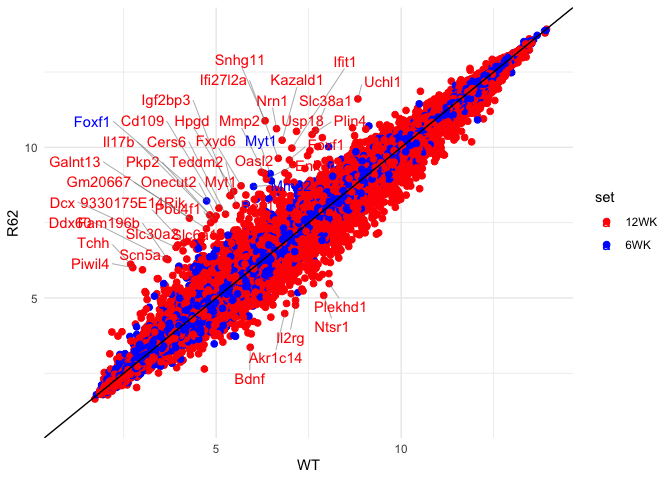 Snhg11
Ifit1
Ifi27l2a
Kazald1
Uchl1
Igf2bp3
Nrn1
Slc38a1
Foxf1
Cd109
Hpgd
Mmp2
Usp18
Plin4
Il17b
Cers6
Fxyd6
Myt1
Galnt13
Pkp2
Teddm2
Oasl2
Gm20667
Onecut2
Myt1
Dcx
9330175E14Rik
Pou4f1
Ddx60
Fam196b
Slc30a2
Tchh
Scn5a
Piwil4
Plekhd1
Ntsr1
Il2rg
Akr1c14
Bdnf
10
5
R62
5
10
WT
set
12WK
6WK